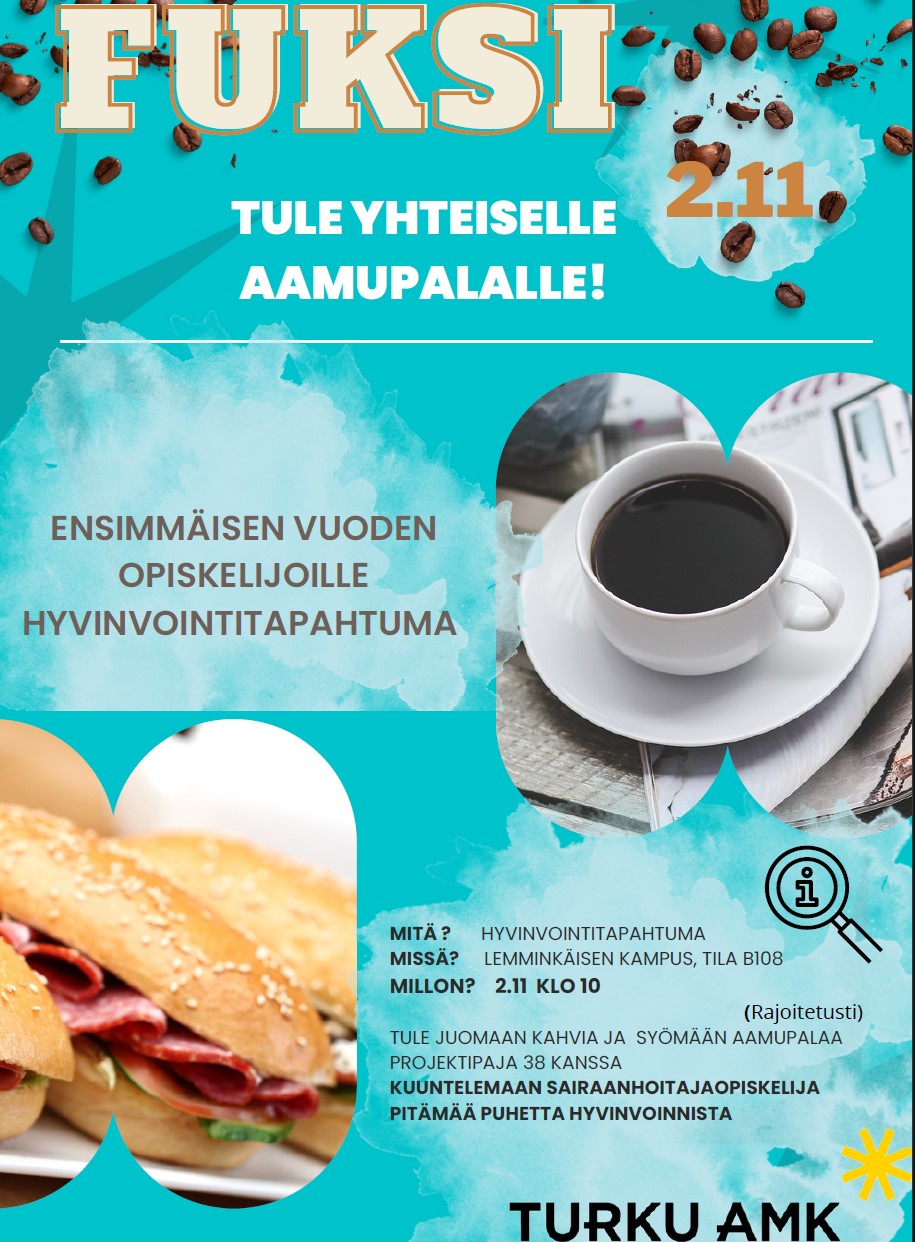 FUKSI
2.11
TULE YHTEISELLE
AAMUPALALLE!
ENSIMMÄISEN VUODEN
OPISKELIJOILLE
HYVINVOINTITAPAHTUMA
MITÄ ? HYVINVOINTITAPAHTUMA
MISSÄ? LEMMINKÄISEN KAMPUS, TILA B108
MILLON? 2.11 KLO 10
(Rajoitetusti)
TULE JUOMAAN KAHVIA JA SYÖMÄÄN AAMUPALAA
PROJEKTIPAJA 38 KANSSA
KUUNTELEMAAN SAIRAANHOITAJAOPISKELIJA
PITÄMÄÄ PUHETTA HYVINVOINNISTA
TURKU AMK